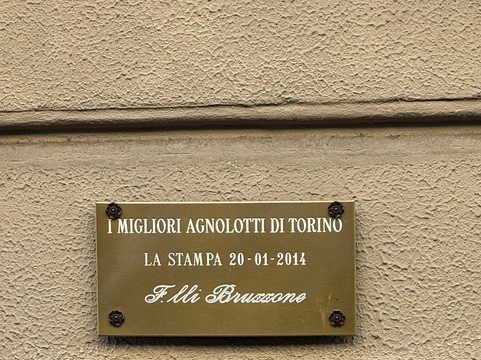 I MIGLIORI AGNOLOTTI DI TORINO
LA STAMPA 20-01-2014
F.lli Bruzzone